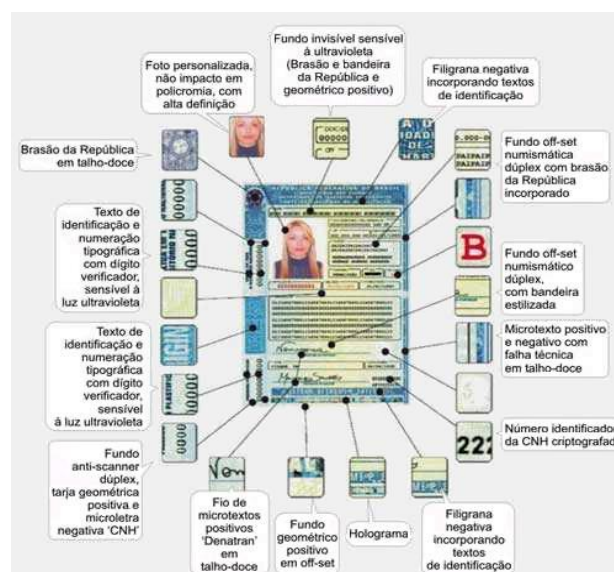 Fundo invisível sensível
à ultravioleta
(Brasão e bandeira
da República e
geométrico positivo)
Foto personalizada,
não impacto em
policromia, com
alta definição
Filigrana negativa
incorporando textos
de identificação
Brasão da República
em talho-doce
Fundo off-set
numismática
dúplex com brasão
da República
incorporado
Texto de
identificação e
numeração
tipográfica
com dígito
verificador, sensível
à luz ultravioleta
B
Fundo off-set
numismático
dúplex,
com bandeira
estilizada
Texto de
identificação e
numeração
tipográfica
com dígito
verificador,
sensível
à luz ultravioleta
Microtexto positivo
e negativo com
falha técnica
em talho-doce
Número identificador
da CNH criptografad
222
Fundo
anti-scanner
dúplex,
tarja geométrica
positiva e
microletra
negativa ‘CNH’
Fio de
microtextos
positivos
‘Denatran’ em
talho-doce
Fundo
geométrico
positivo
em off-set
Holograma
Filigrana
negativa
incorporando
textos
de identificação